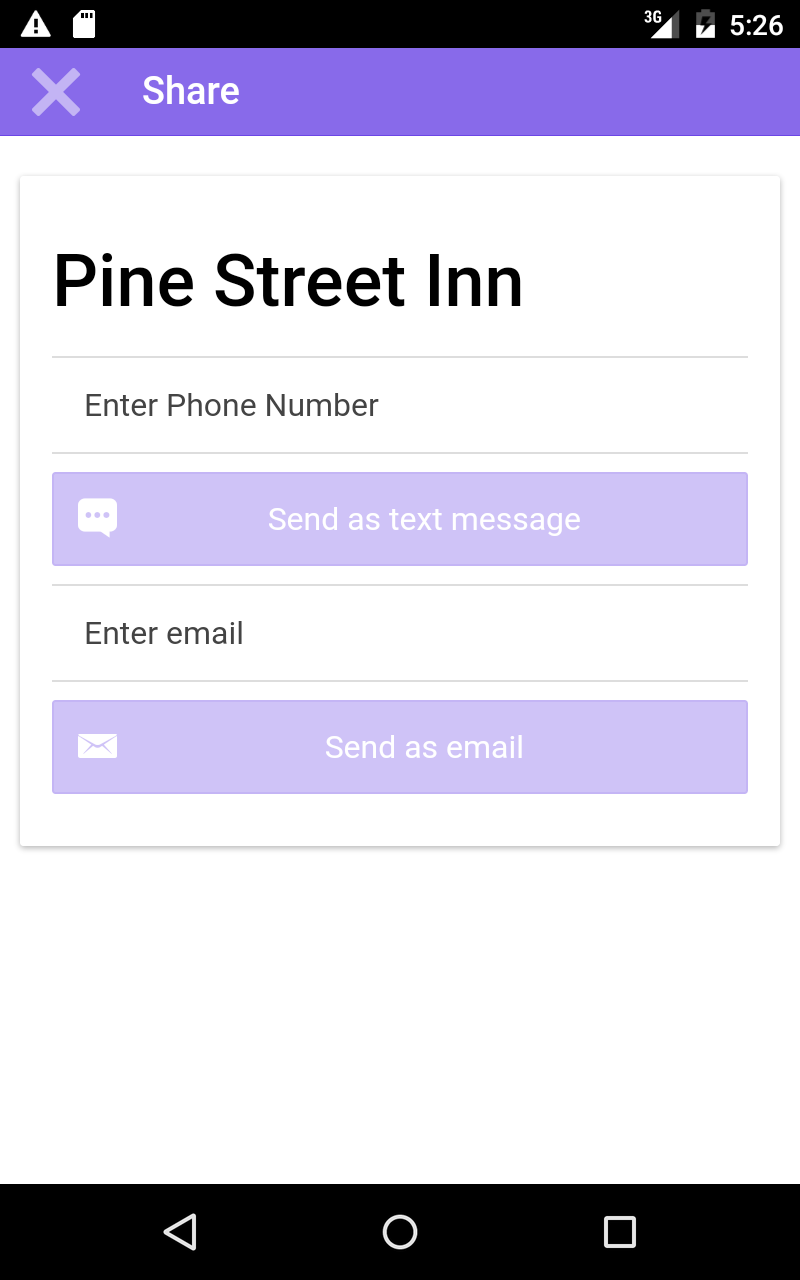 3G 5:26
Share
Pine Street Inn
Enter Phone Number
Send as text message
Enter email
Send as email